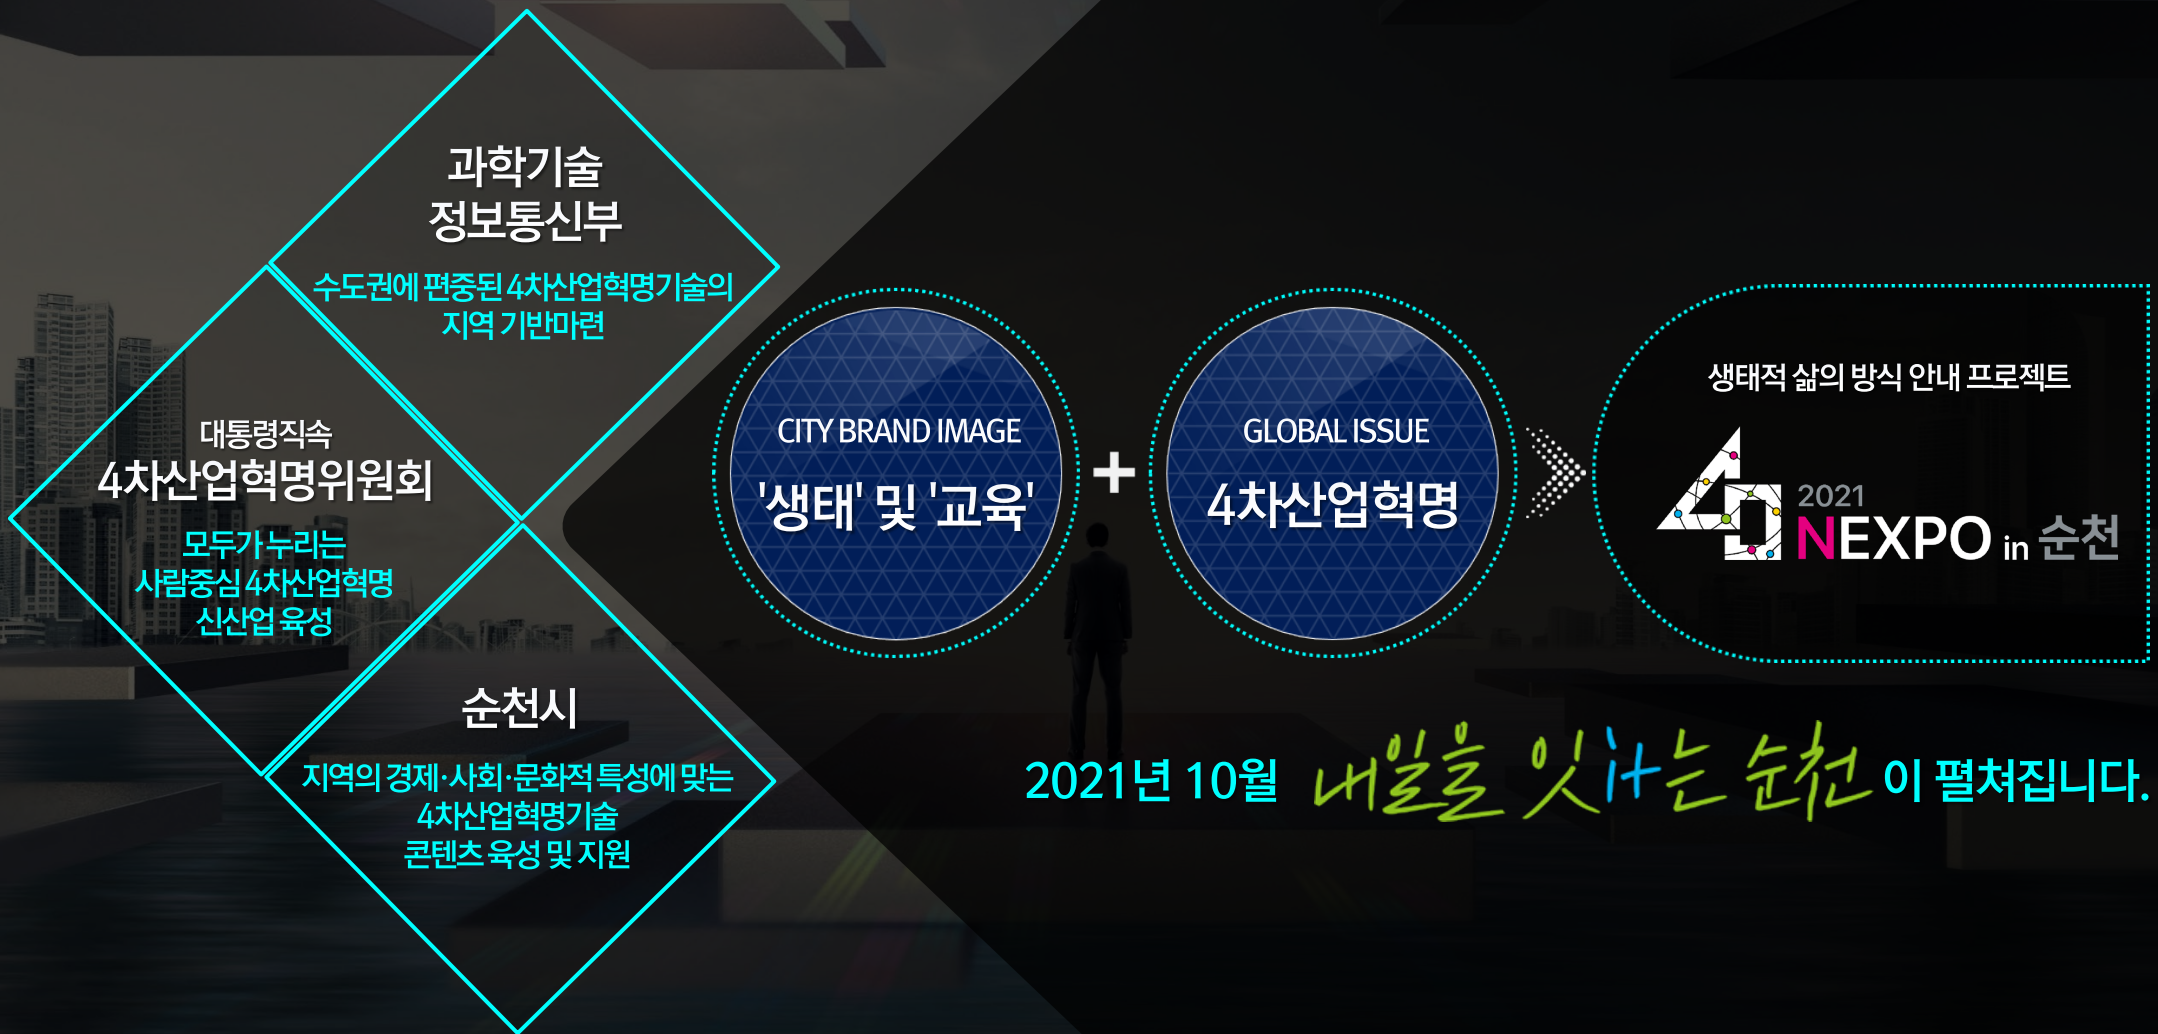 과학기술
정보통신부
수도권에 편중된 4차산업혁명기술의
지역 기반마련
대통령직속
4차산업혁명위원회
모두가 누리는
사람중심 4차산업혁명
신산업 육성
순천시
지역의 경제·사회·문화적 특성에 맞는
4차산업혁명기술
콘텐츠 육성 및 지원
CITY BRAND IMAGE
'생태' 및 '교육'
+
GLOBAL ISSUE
4차산업혁명
생태적 삶의 방식 안내 프로젝트
4D 2021
NEXPO in 순천
2021년 10월 내일을 잇it는 순천이 펼쳐집니다.